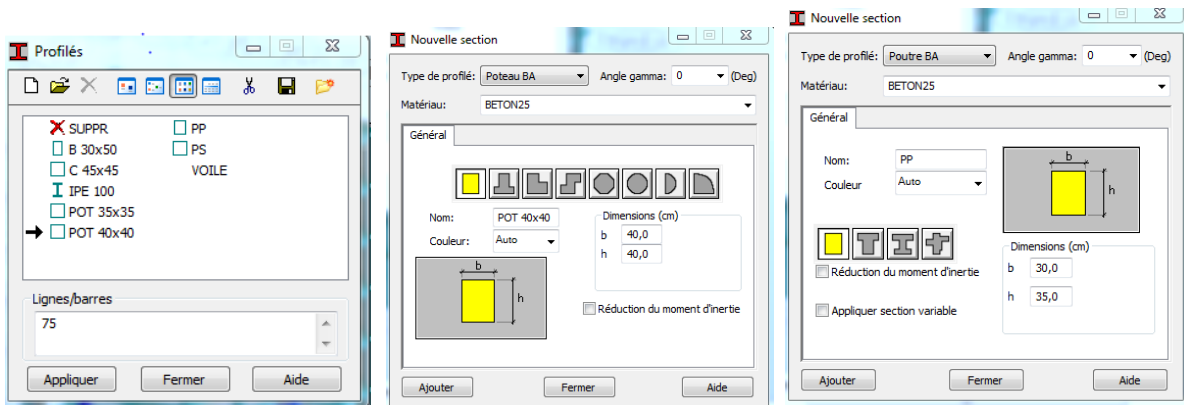 Profilés
SUPPR
PP
B 30x50
PS
C 45x45
VOILE
IPE 100
POT 35x35
POT 40x40
Lignes/barres
75
Appliquer
Fermer
Aide
Nouvelle section
Type de profilé: Poteau BA Angle gamma: 0 (Deg)
Matériau: BETON25
Général
Nom: POT 40x40
Couleur: Auto
Dimensions (cm)
b 40,0
h 40,0
b
h
Réduction du moment d'inertie
Ajouter
Fermer
Aide
Nouvelle section
Type de profilé: Poutre BA Angle gamma: 0 (Deg)
Matériau: BETON25
Général
Nom: PP
Couleur Auto
b
h
Réduction du moment d'inertie
Appliquer section variable
Dimensions (cm)
b 30,0
h 35,0
Ajouter
Fermer
Aide